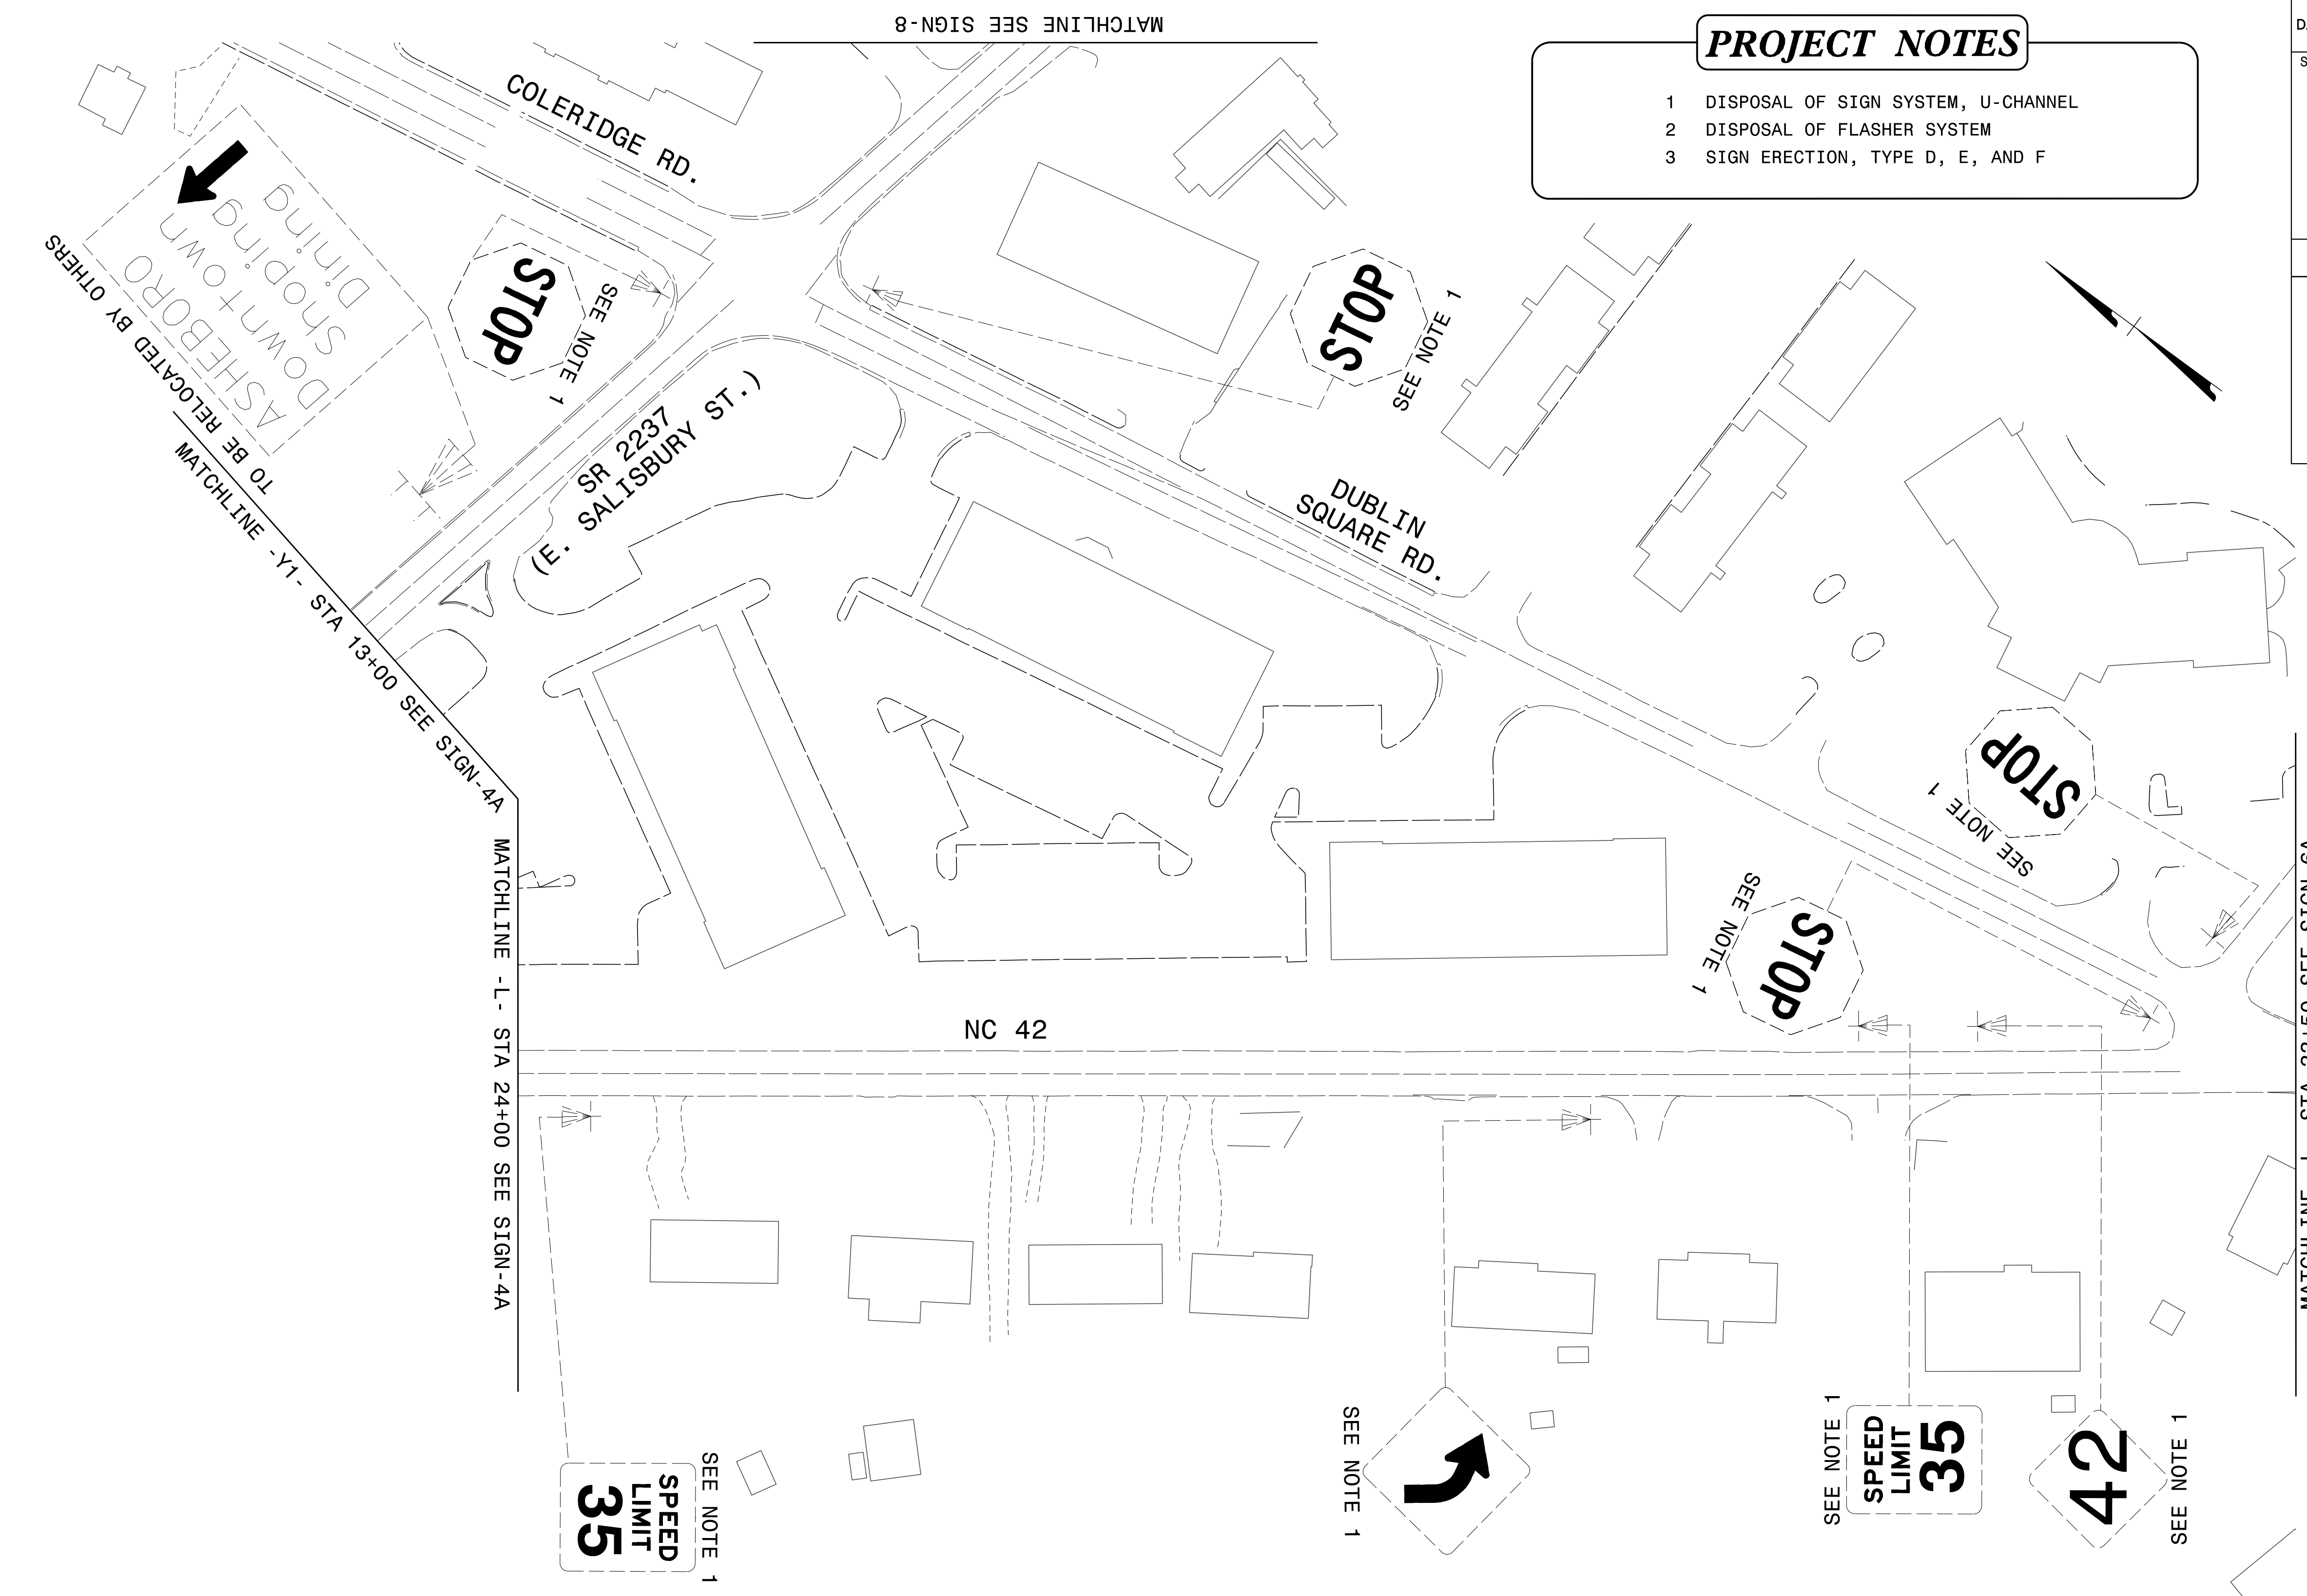 MATCHLINE SEE SIGN-8
PROJECT NOTES
1 DISPOSAL OF SIGN SYSTEM, U-CHANNEL
2 DISPOSAL OF FLASHER SYSTEM
3 SIGN ERECTION, TYPE D, E, AND F
COLERIDGE RD.
ASHEBORO
Downtown
Shopping
Dining
TO BE RELOCATED BY OTHERS
STOP
SEE NOTE 1
STOP
SEE NOTE 1
SR 2237
(E. SALISBURY ST.)
MATCHLINE -Y1- STA 13+00 SEE SIGN-4A
DUBLIN
SQUARE RD.
STOP
SEE NOTE 1
STOP
SEE NOTE 1
MATCHLINE -L- STA 24+00 SEE SIGN-4A
NC 42
SPEED
LIMIT
35
SEE NOTE 1
SEE NOTE 1
SEE NOTE 1
SPEED
LIMIT
35
42
SEE NOTE 1